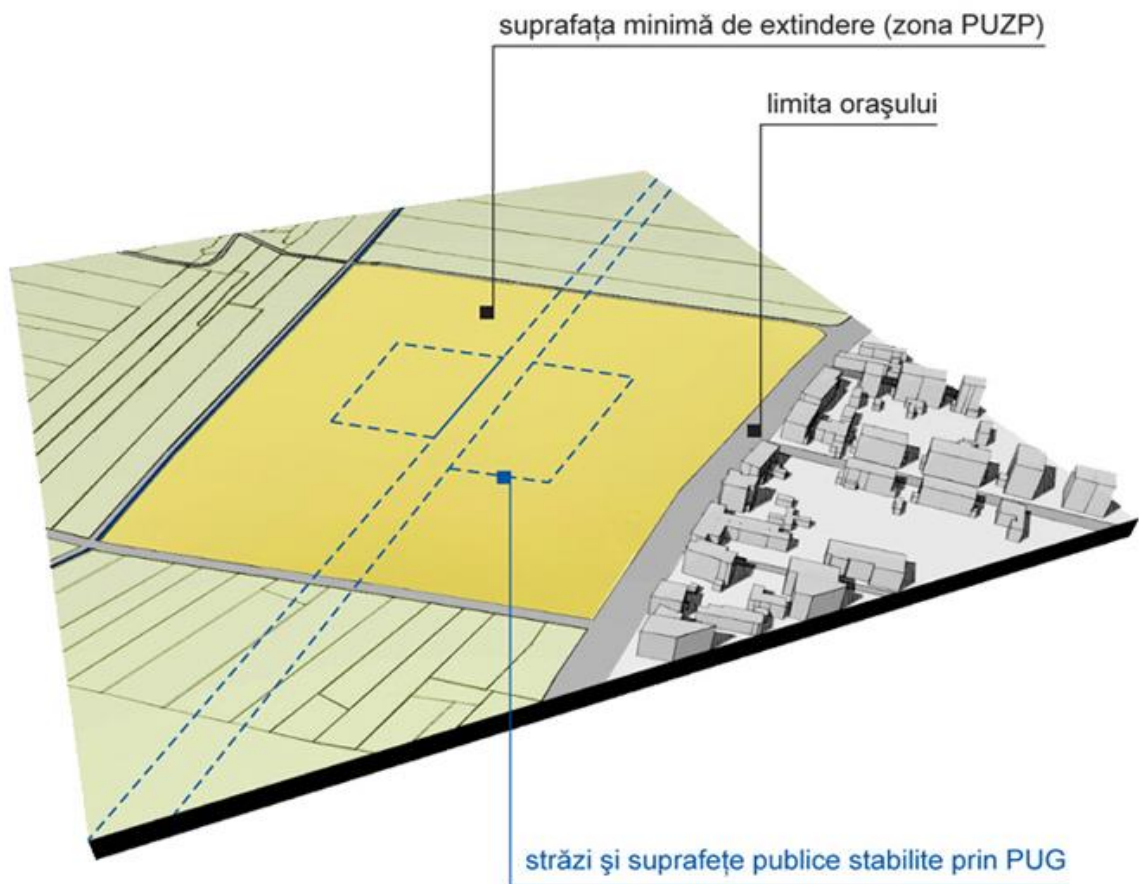 suprafața minimă de extindere (zona PUZP)
limita orașului
străzi și suprafețe publice stabilite prin PUG